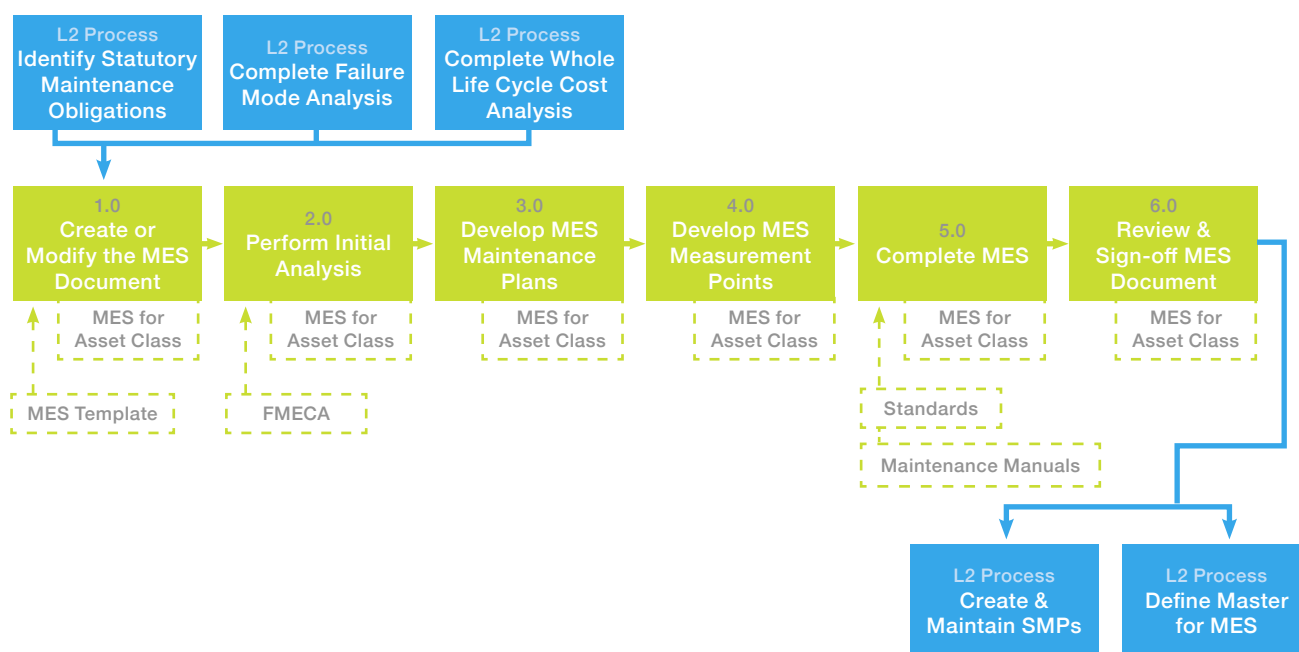 L2 Process
Identify Statutory
Maintenance
Obligations
L2 Process
Complete Failure
Mode Analysis
L2 Process
Complete Whole
Life Cycle Cost
Analysis
1.0
Create or
Modify the MES
Document
2.0
Perform Initial
Analysis
3.0
Develop MES
Maintenance
Plans
4.0
Develop MES
Measurement
Points
5.0
Complete MES
6.0
Review &
Sign-off MES
Document
MES for
Asset Class
MES for
Asset Class
MES for
Asset Class
MES for
Asset Class
MES for
Asset Class
MES for
Asset Class
MES Template
FMECA
Standards
Maintenance Manuals
L2 Process
Create &
Maintain SMPs
L2 Process
Define Master
for MES